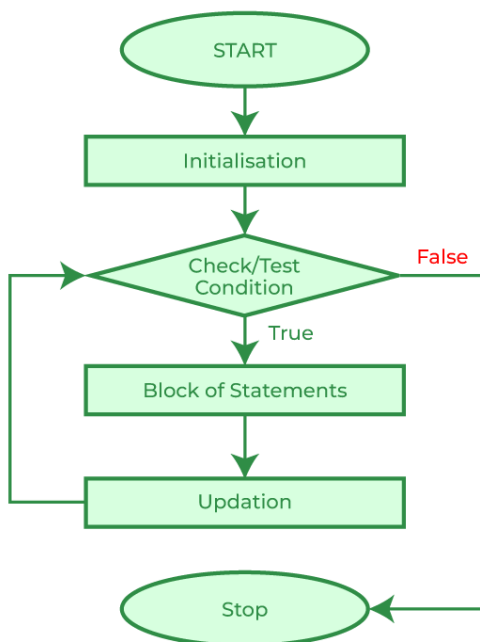 START
Initialisation
False
Check/Test
Condition
True
Block of Statements
Updation
Stop